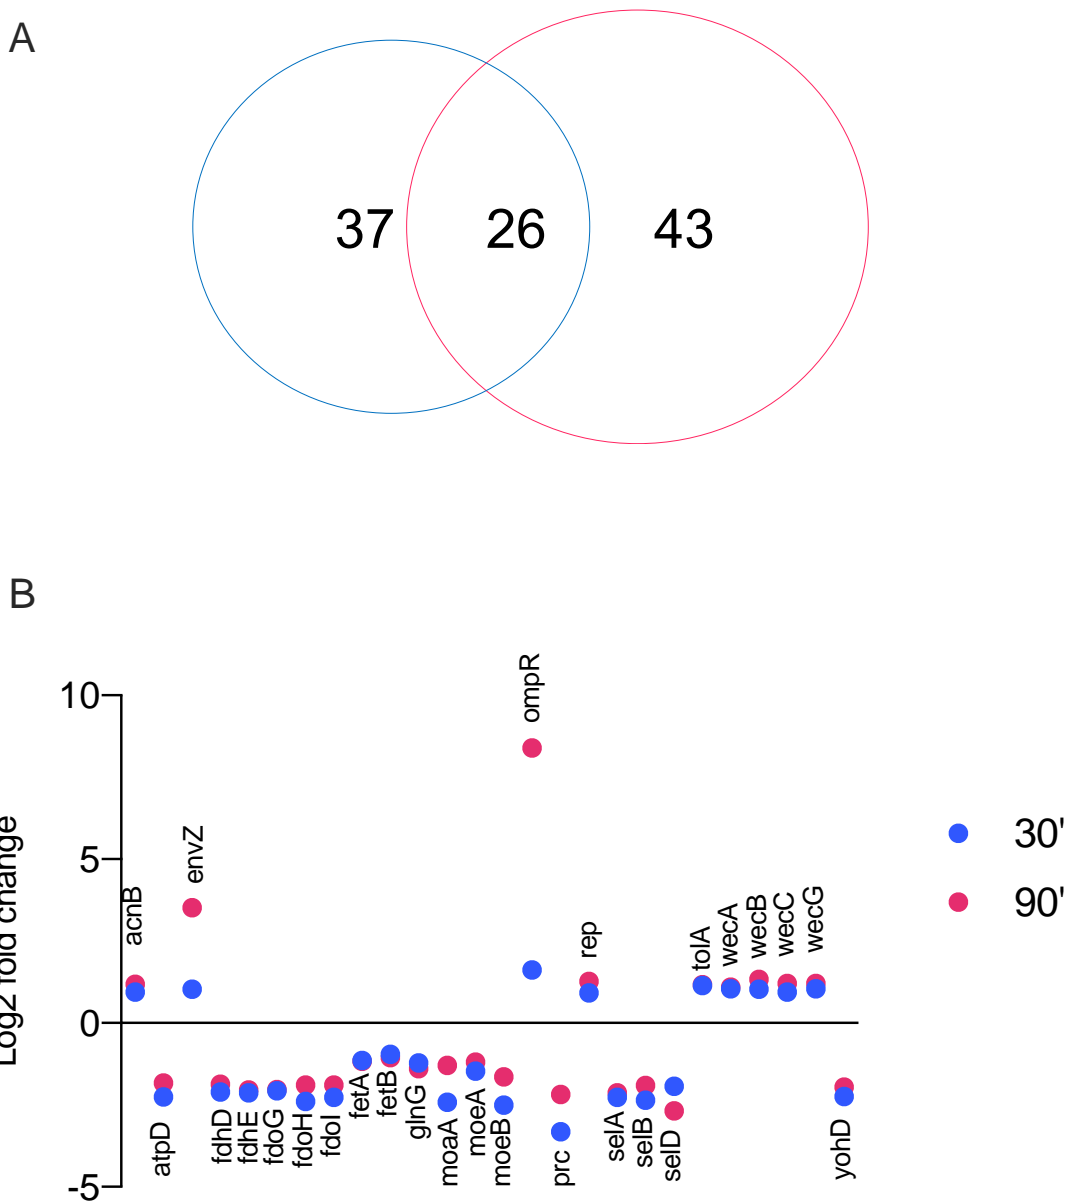 A
37 26 43
B
Log2 fold change
10
5
0
-5
acnB
atpD
envZ
fdhD
fdhE
fdoG
fdoH
fdoI
fetA
fetB
glnG
moaA
moeA
moeB
ompR
prc
rep
selA
selB
selD
tolA
wecA
wecB
wecC
wecG
yohD
30'
90'